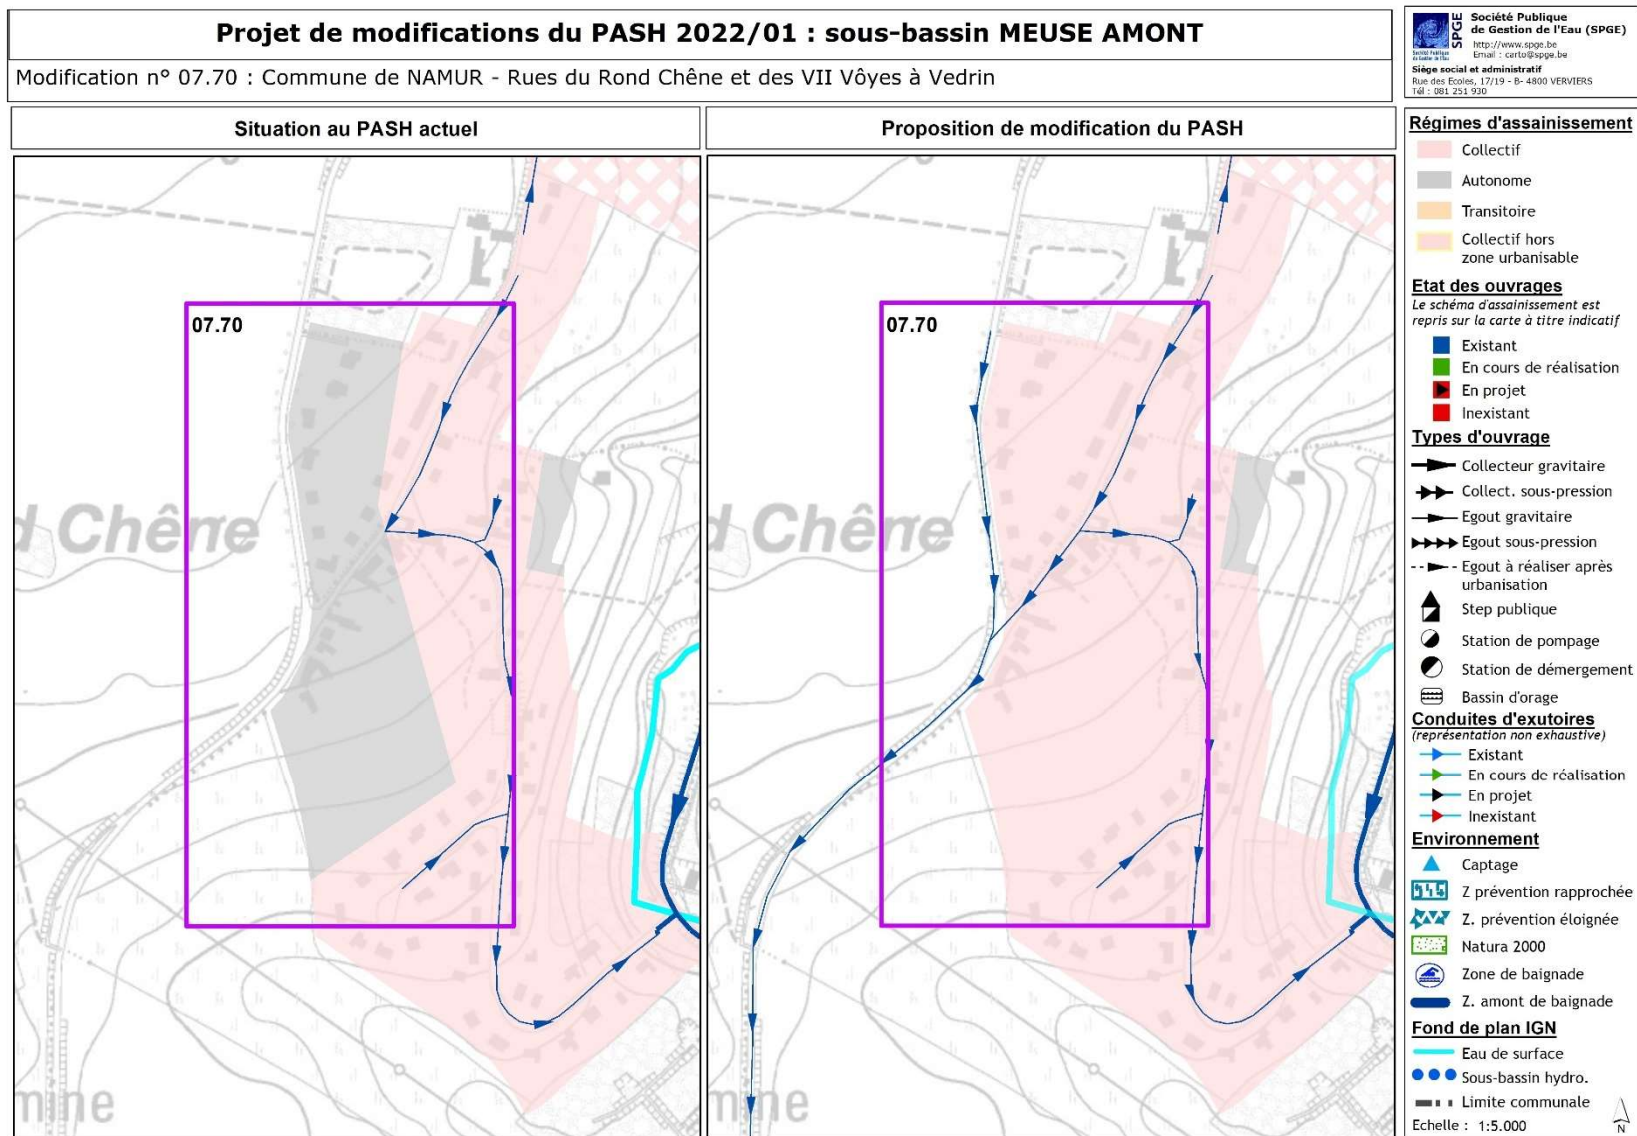 Projet de modifications du PASH 2022/01 : sous-bassin MEUSE AMONT
Modification n° 07.70 : Commune de NAMUR - Rues du Rond Chêne et des VII Vôyes à Vedrin
SPGE
Société Publique
de Gestion de l'Eau (SPGE)
http://www.spge.be
Email : carto@spge.be
Société Publique
de Gestion de l'Eau
Siège social et administratif
Rue des Ecoles, 17/19 - B- 4800 VERVIERS
Tél : 081 251 930
Situation au PASH actuel
Proposition de modification du PASH
07.70
d Chêne
mine
07.70
d Chêne
mine
Régimes d'assainissement
Collectif
Autonome
Transitoire
Collectif hors
zone urbanisable
Etat des ouvrages
Le schéma d'assainissement est
repris sur la carte à titre indicatif
Existant
En cours de réalisation
En projet
Inexistant
Types d'ouvrage
Collecteur gravitaire
Collect. sous-pression
Egout gravitaire
Egout sous-pression
Egout à réaliser après
urbanisation
Step publique
Station de pompage
Station de démergement
Bassin d'orage
Conduites d'exutoires
(représentation non exhaustive)
Existant
En cours de réalisation
En projet
Inexistant
Environnement
Captage
Z prévention rapprochée
Z. prévention éloignée
Natura 2000
Zone de baignade
Z. amont de baignade
Fond de plan IGN
Eau de surface
Sous-bassin hydro.
Limite communale
Echelle : 1:5.000
N